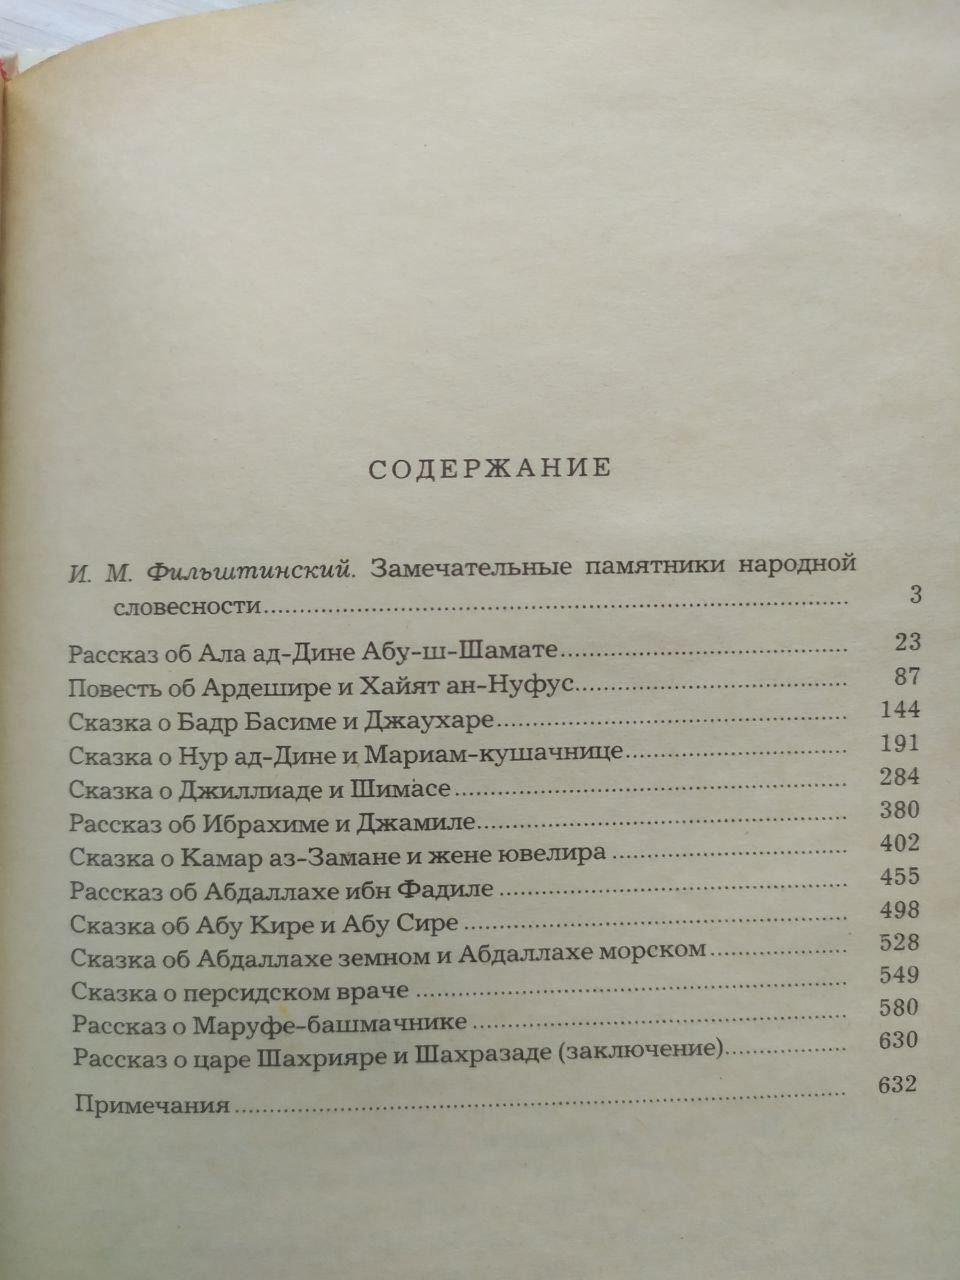 СОДЕРЖАНИЕ
И. М. Фильштинский. Замечательные памятники народной
словесности........ 3
Рассказ об Ала ад-Дине Абу-ш-Шамате........ 23
Повесть об Ардешире и Хайят ан-Нуфус........ 87
Сказка о Бадр Басиме и Джаухаре........ 144
Сказка о Нур ад-Дине и Мариам-кушачнице........ 191
Сказка о Джиллиаде и Шимасе........ 284
Рассказ об Ибрахиме и Джамиле........ 380
Сказка о Камар аз-Замане и жене ювелира........ 402
Рассказ об Абдаллахе ибн Фадиле........ 455
Сказка об Абу Кире и Абу Сире........ 498
Сказка об Абдаллахе земном и Абдаллахе морском........ 528
Сказка о персидском враче........ 549
Рассказ о Маруфе-башмачнике........ 580
Рассказ о царе Шахрияре и Шахразаде (заключение)........ 630
Примечания........ 632